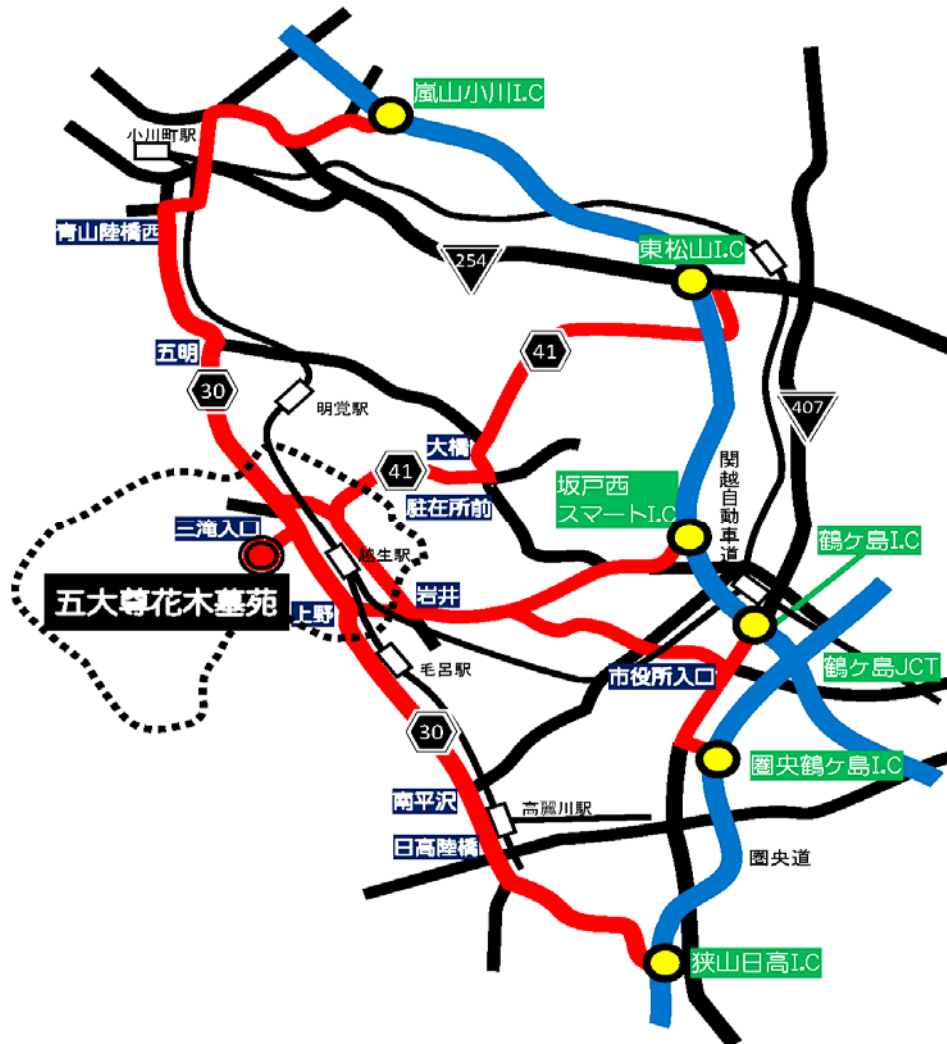 嵐山小川I.C
小川町駅
青山陸橋西
東松山I.C
254
五明
41
30
明覚駅
407
大橋
41
関越自動車道
坂戸西
スマートI.C
駐在所前
三滝入口
鶴ケ島I.C
越生駅
五大尊花木墓苑
上野
岩井
毛呂駅
市役所入口
鶴ケ島JCT
30
圏央鶴ケ島I.C
南平沢
高麗川駅
日高陸橋
圏央道
狭山日高I.C